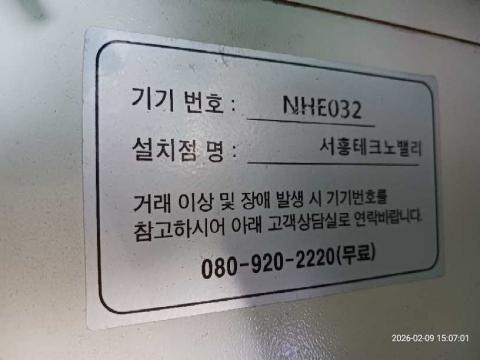 기기 번호 : NHE032
설치점 명 : 서홍테크노밸리
거래 이상 및 장애 발생 시 기기번호를
참고하시어 아래 고객상담실로 연락바랍니다.
080-920-2220(무료)
2026-02-09 15:07:01